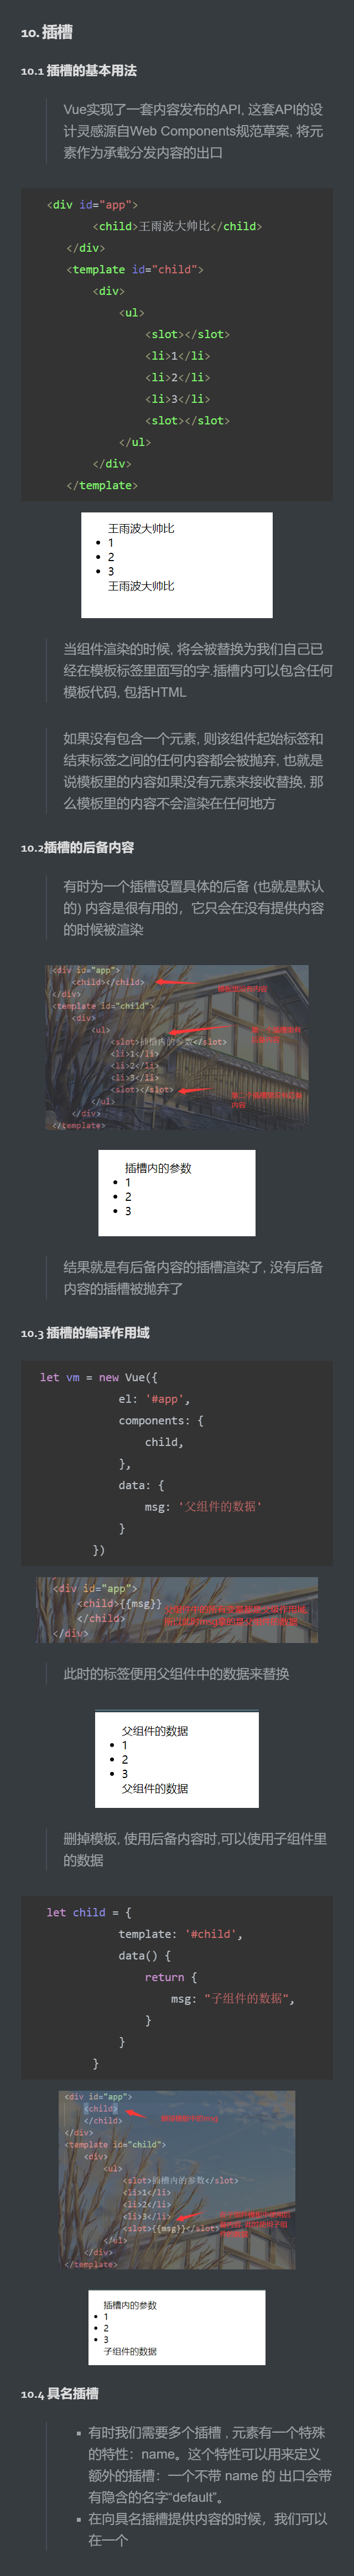 10. 插槽
10.1 插槽的基本用法
Vue实现了一套内容发布的API, 这套API的设
计灵感源自Web Components规范草案, 将元
素作为承载分发内容的出口
<div id="app">
<child>王雨波大帅比</child>
</div>
<template id="child">
<div>
<ul>
<slot></slot>
<li>1</li>
<li>2</li>
<li>3</li>
<slot></slot>
</ul>
</div>
</template>
王雨波大帅比
1
2
3
王雨波大帅比
当组件渲染的时候, 将会被替换为我们自己已
经在模板标签里面写的字.插槽内可以包含任何
模板代码, 包括HTML
如果没有包含一个元素, 则该组件起始标签和
结束标签之间的任何内容都会被抛弃, 也就是
说模板里的内容如果没有元素来接收替换, 那
么模板里的内容不会渲染在任何地方
10.2插槽的后备内容
有时为一个插槽设置具体的后备 (也就是默认
的) 内容是很有用的，它只会在没有提供内容
的时候被渲染
<div id="app">
<child></child>
</div>
<template id="child">
<div>
<ul>
<slot>插槽内的参数</slot>
<li>1</li>
<li>2</li>
<li>3</li>
<slot></slot>
</ul>
</div>
</template>
插槽内的参数
1
2
3
结果就是有后备内容的插槽渲染了, 没有后备
内容的插槽被抛弃了
10.3 插槽的编译作用域
let vm = new Vue({
el: '#app',
components: {
child,
},
data: {
msg: '父组件的数据'
}
})
<div id="app">
<child>{{msg}}
</child>
</div>
此时的标签便用父组件中的数据来替换
父组件的数据
1
2
3
父组件的数据
删掉模板, 使用后备内容时,可以使用子组件里
的数据
let child = {
template: '#child',
data() {
return {
msg: "子组件的数据",
}
}
}
<div id="app">
<child>
</child>
</div>
<template id="child">
<div>
<ul>
<slot>插槽内的参数</slot>
<li>1</li>
<li>2</li>
<li>3</li>
<slot>{{msg}}</slot>
</ul>
</div>
</template>
插槽内的参数
1
2
3
子组件的数据
10.4 具名插槽
有时我们需要多个插槽 , 元素有一个特殊
的特性：name。这个特性可以用来定义
额外的插槽：一个不带 name 的 出口会带
有隐含的名字“default”。
在向具名插槽提供内容的时候，我们可以
在一个